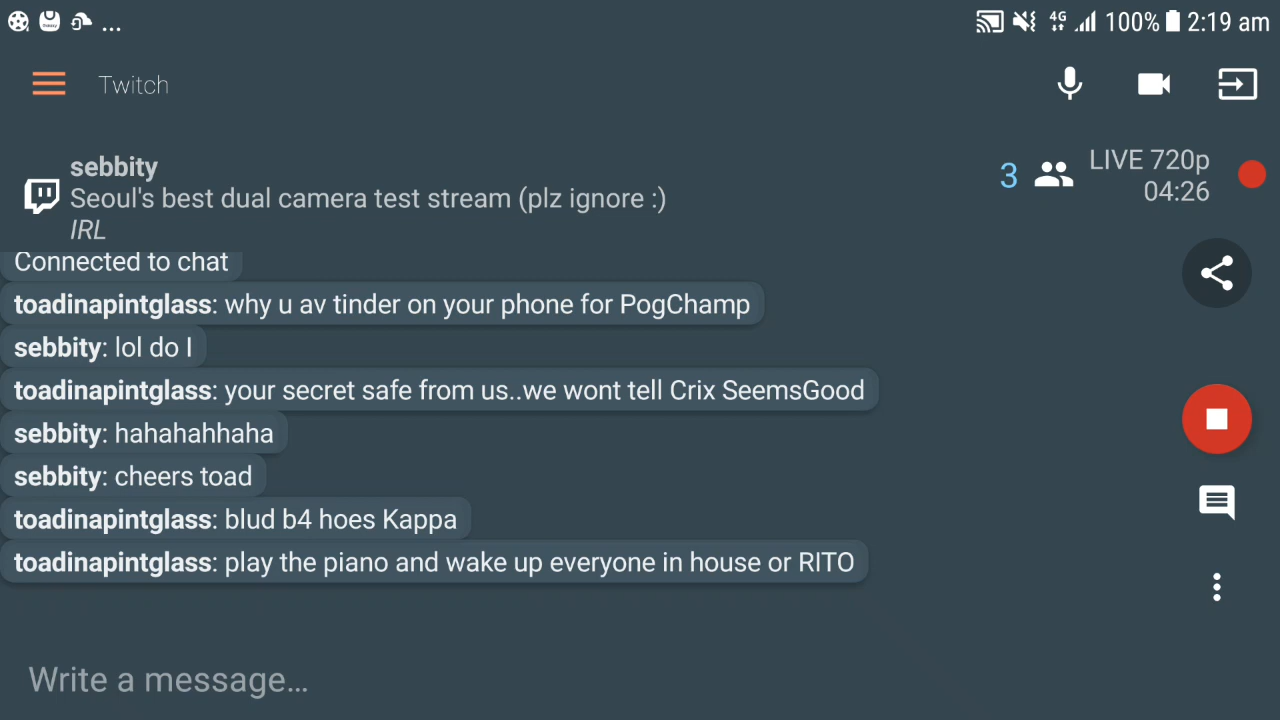 ... 4G 100% 2:19 am
Twitch
sebbity
Seoul's best dual camera test stream (plz ignore :)
IRL
3 LIVE 720p
04:26
Connected to chat
toadinapintglass: why u av tinder on your phone for PogChamp
sebbity: lol do I
toadinapintglass: your secret safe from us..we wont tell Crix SeemsGood
sebbity: hahahahhaha
sebbity: cheers toad
toadinapintglass: blud b4 hoes Kappa
toadinapintglass: play the piano and wake up everyone in house or RITO
Write a message...